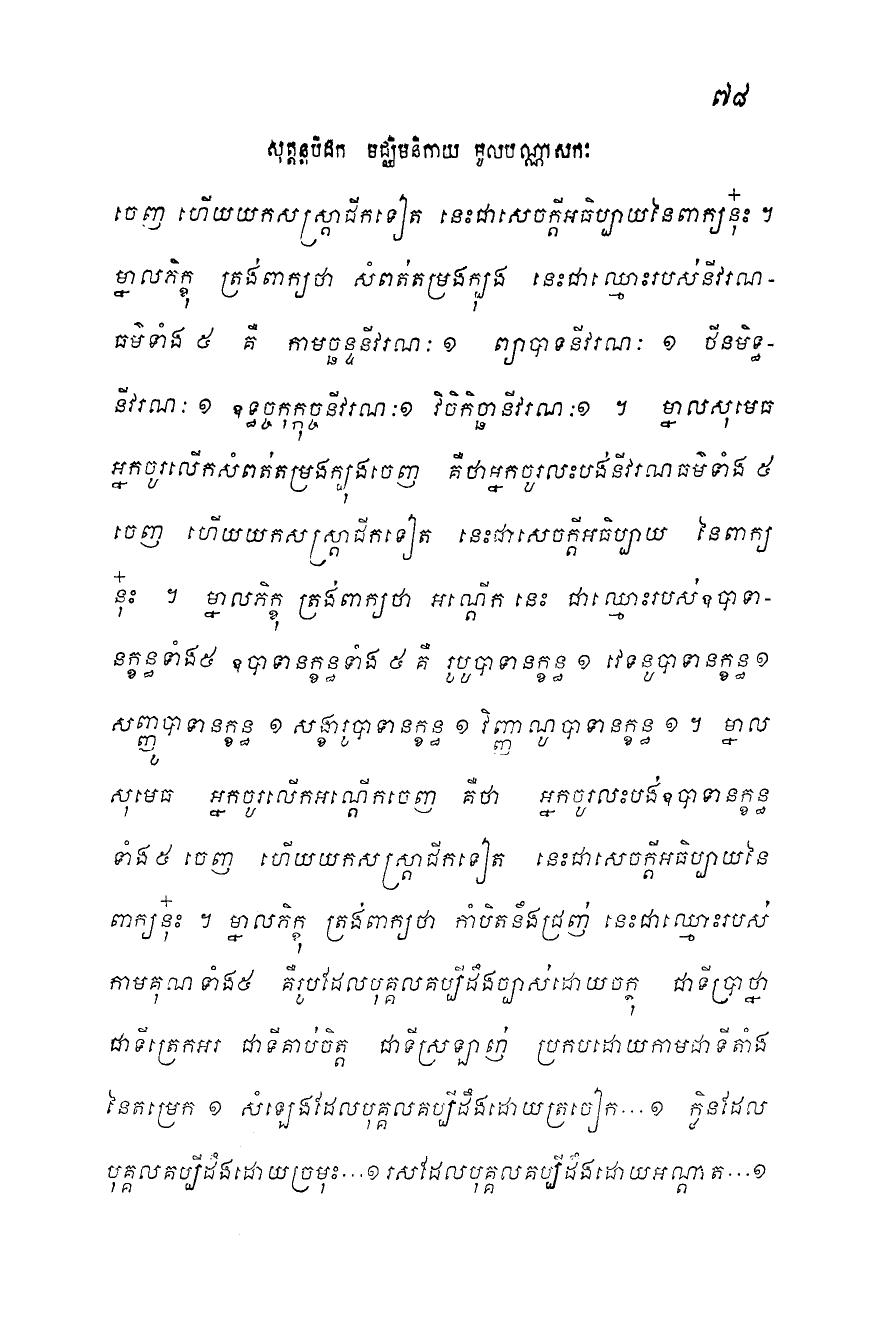 ៧៨
សុត្តន្តបិដក មជ្ឈិមនិកាយ មូលបណ្ណាសកៈ
ចេញ ហើយយកសស្ត្រាជីកទៀត នេះជាសេចក្តីអធិប្បាយនៃពាក្យនុ៎ះ ។
ម្នាលភិក្ខុ ត្រង់ពាក្យថា សំពត់តម្រងក្បុង នេះជាឈ្មោះរបស់នីវរណ-
ធម៌ទាំង ៥ គឺ កាមច្ឆន្ទនីវរណៈ ១ ព្យាបាទនីវរណៈ ១ ថីនមិទ្ធ-
នីវរណៈ ១ ឧទ្ធច្ចកុក្កុច្ចនីវរណៈ១ វិចិកិច្ឆានីវរណៈ១ ។ ម្នាលសុមេធ
អ្នកចូរលើកសំពត់តម្រងក្បុងចេញ គឺថាអ្នកចូរលះបង់នីវរណធម៌ទាំង ៥
ចេញ ហើយយកសស្ត្រាជីកទៀត នេះជាសេចក្តីអធិប្បាយ នៃពាក្យ
នុ៎ះ ។ ម្នាលភិក្ខុ ត្រង់ពាក្យថា អណ្តើក នេះ ជាឈ្មោះរបស់ឧបាទា-
នក្ខន្ធទាំង៥ ឧបាទានក្ខន្ធទាំង ៥ គឺ រូបូបាទានក្ខន្ធ ១ វេទនូបាទានក្ខន្ធ១
សញ្ញូបាទានក្ខន្ធ ១ សង្ខារូបាទានក្ខន្ធ ១ វិញ្ញាណូបាទានក្ខន្ធ ១ ។ ម្នាល
សុមេធ អ្នកចូរលើកអណ្តើកចេញ គឺថា អ្នកចូរលះបង់ឧបាទានក្ខន្ធ
ទាំង៥ ចេញ ហើយយកសស្ត្រាជីកទៀត នេះជាសេចក្តីអធិប្បាយនៃ
ពាក្យនុ៎ះ ។ ម្នាលភិក្ខុ ត្រង់ពាក្យថា កាំបិតនឹងជ្រញ់ នេះជាឈ្មោះរបស់
កាមគុណទាំង៥ គឺរូបដែលបុគ្គលគប្បីដឹងច្បាស់ដោយចក្ខុ ជាទីប្រាថ្នា
ជាទីត្រេកអរ ជាទីគាប់ចិត្ត ជាទីស្រឡាញ់ ប្រកបដោយកាមជាទីតាំង
នៃតម្រេក ១ សំឡេងដែលបុគ្គលគប្បីដឹងដោយត្រចៀក...១ ក្លិនដែល
បុគ្គលគប្បីដឹងដោយច្រមុះ...១ រសដែលបុគ្គលគប្បីដឹងដោយអណ្តាត...១